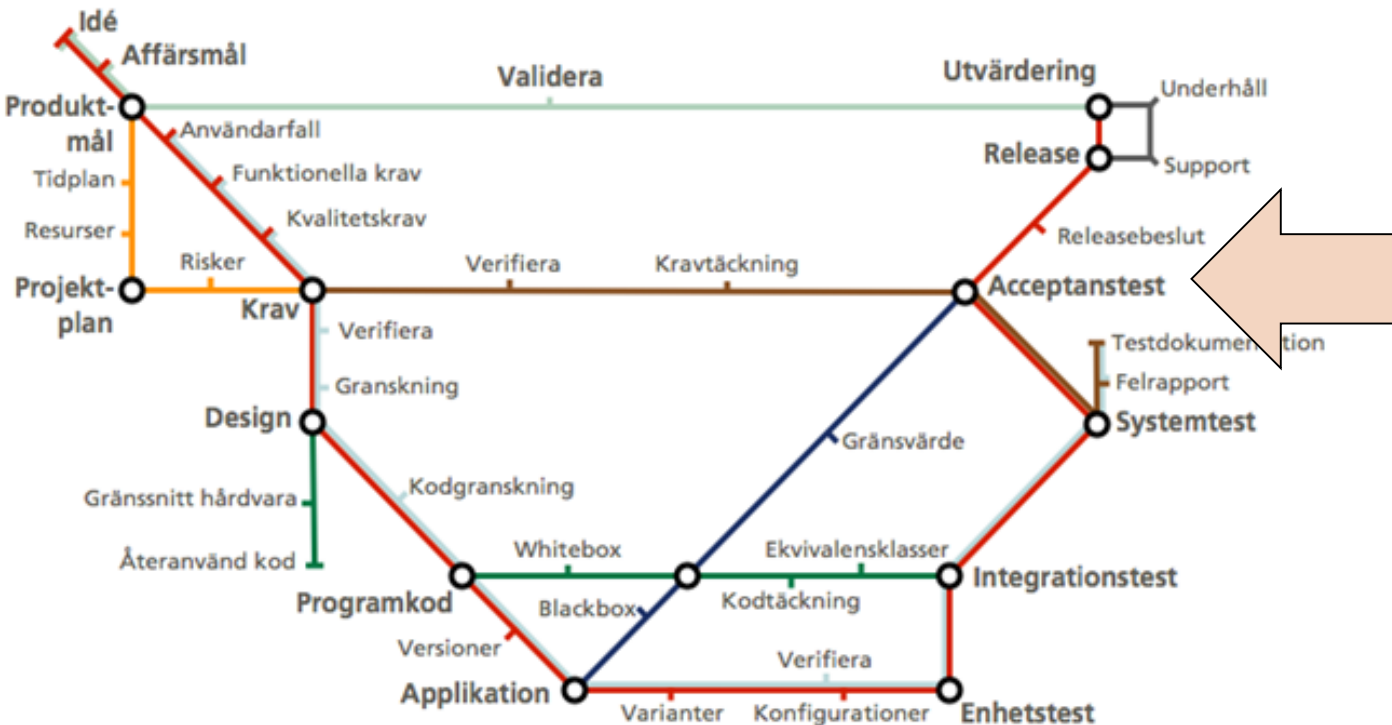 Idé
Affärsmål
Validera
Utvärdering
Underhåll
Produkt-
mål
Användarfall
Release
Support
Tidplan
Funktionella krav
Kvalitetskrav
Resurser
Releasebeslut
Risker
Verifiera
Kravtäckning
Projekt-
plan
Krav
Acceptanstest
Verifiera
Testdokumentation
Granskning
Felrapport
Design
Systemtest
Gränsvärde
Gränssnitt hårdvara
Kodgranskning
Återanvänd kod
Whitebox
Ekvivalensklasser
Programkod
Blackbox
Kodtäckning
Integrationstest
Versioner
Verifiera
Applikation
Varianter
Konfigurationer
Enhetstest